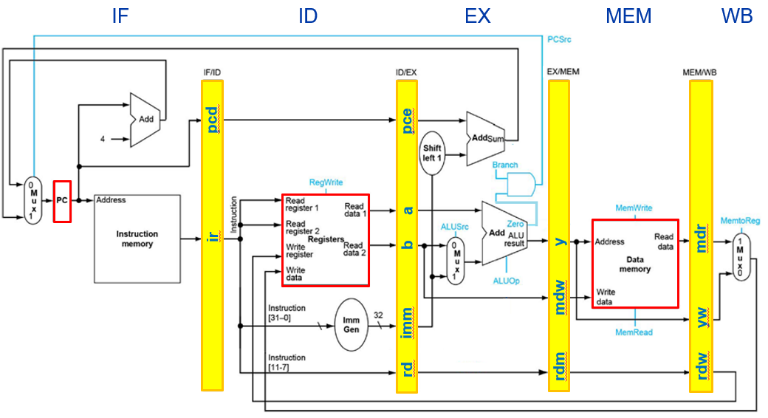 IF ID EX MEM WB
PCSrc
IF/ID
ID/EX
EX/MEM
MEM/WB
Add
4
0
M
u
x
1
PC
Address
Instruction
memory
pcd
ir
Instruction
RegWrite
Read
register 1
Read
register 2
Write
register
Write
data
Registers
Read
data 1
Read
data 2
Instruction
[31–0]
Imm
Gen
32
Instruction
[11-7]
pce
a
b
imm
rd
Shift
left 1
AddSum
Branch
ALUSrc
0
M
u
x
1
Zero
Add ALU
result
ALUOp
y
mdw
rdm
MemWrite
Address
Read
data
Data
memory
Write
data
MemRead
mdr
yw
rdw
MemtoReg
1
M
u
x
0